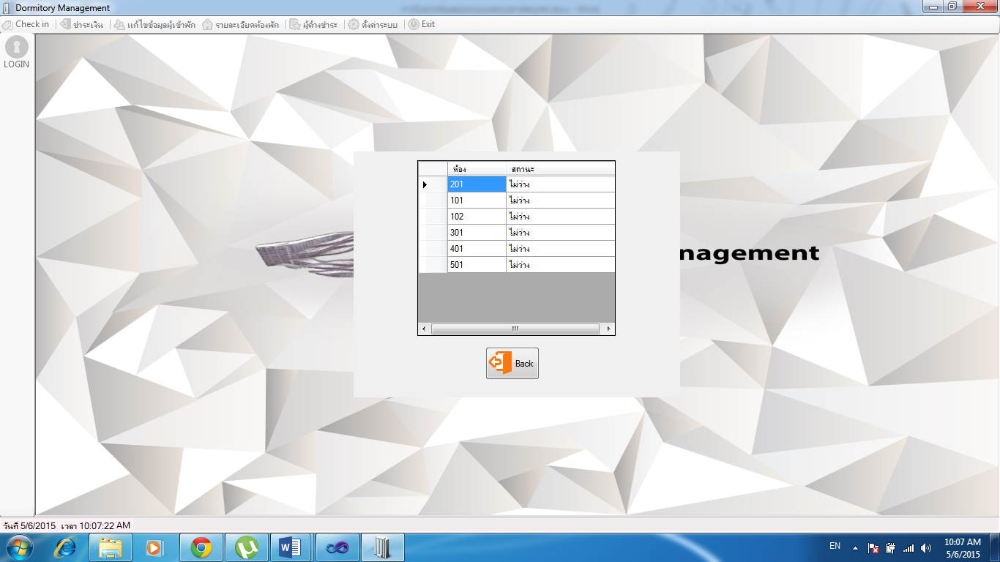 Dormitory Management
Check in ชำระเงิน แก้ไขข้อมูลผู้เข้าพัก รายละเอียดห้องพัก ผู้ค้างชำระ ตั้งค่าระบบ Exit
LOGIN
ห้อง สถานะ
201 ไม่ว่าง
101 ไม่ว่าง
102 ไม่ว่าง
301 ไม่ว่าง
401 ไม่ว่าง
501 ไม่ว่าง
nagement
Back
วันที่ 5/6/2015 เวลา 10:07:22 AM
EN
10:07 AM
5/6/2015